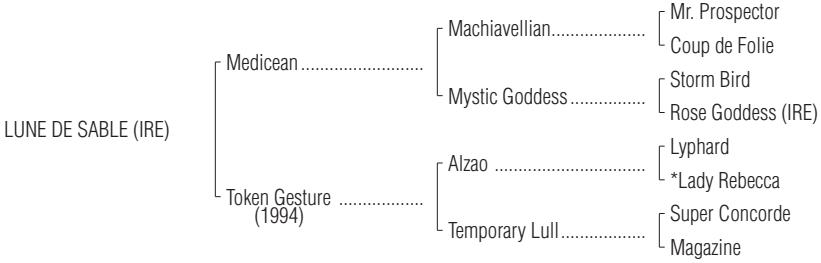 Mr. Prospector
Machiavellian....................
Coup de Folie
Medicean..........................
Storm Bird
Mystic Goddess................
Rose Goddess (IRE)
LUNE DE SABLE (IRE)
Lyphard
Alzao ................................
*Lady Rebecca
Token Gesture ..................
(1994)
Super Concorde
Temporary Lull..................
Magazine